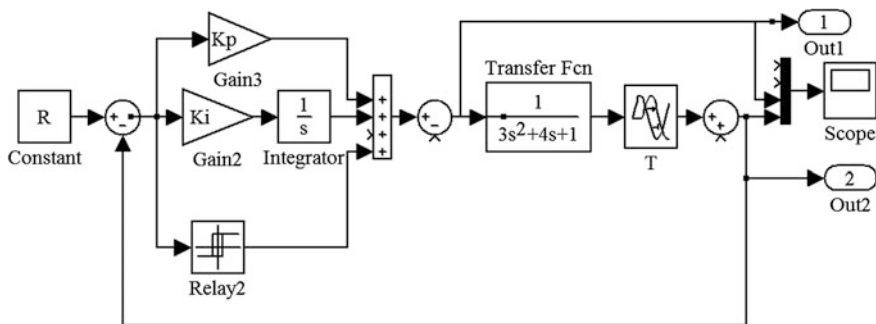 Kp
Gain3
R
Constant
Ki
Gain2
1
s
Integrator
Relay2
Transfer Fcn
1
3s²+4s+1
T
1
Out1
Scope
2
Out2